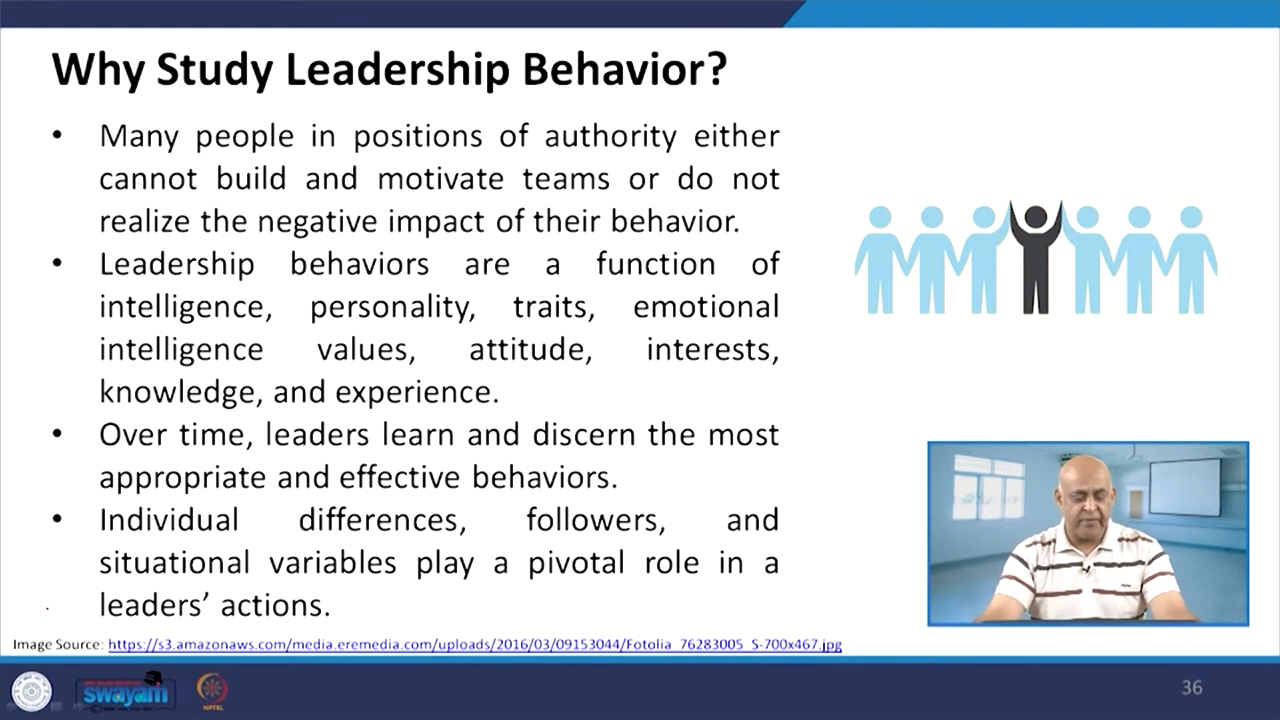 Why Study Leadership Behavior?
• Many people in positions of authority either
cannot build and motivate teams or do not
realize the negative impact of their behavior.
• Leadership behaviors are a function of
intelligence, personality, traits, emotional
intelligence values, attitude, interests,
knowledge, and experience.
• Over time, leaders learn and discern the most
appropriate and effective behaviors.
• Individual differences, followers, and
situational variables play a pivotal role in a
leaders’ actions.
Image Source: https://s3.amazonaws.com/media.eremedia.com/uploads/2016/03/09153044/Fotolia_76283005_S-700x467.jpg
swayam
NPTEL
36